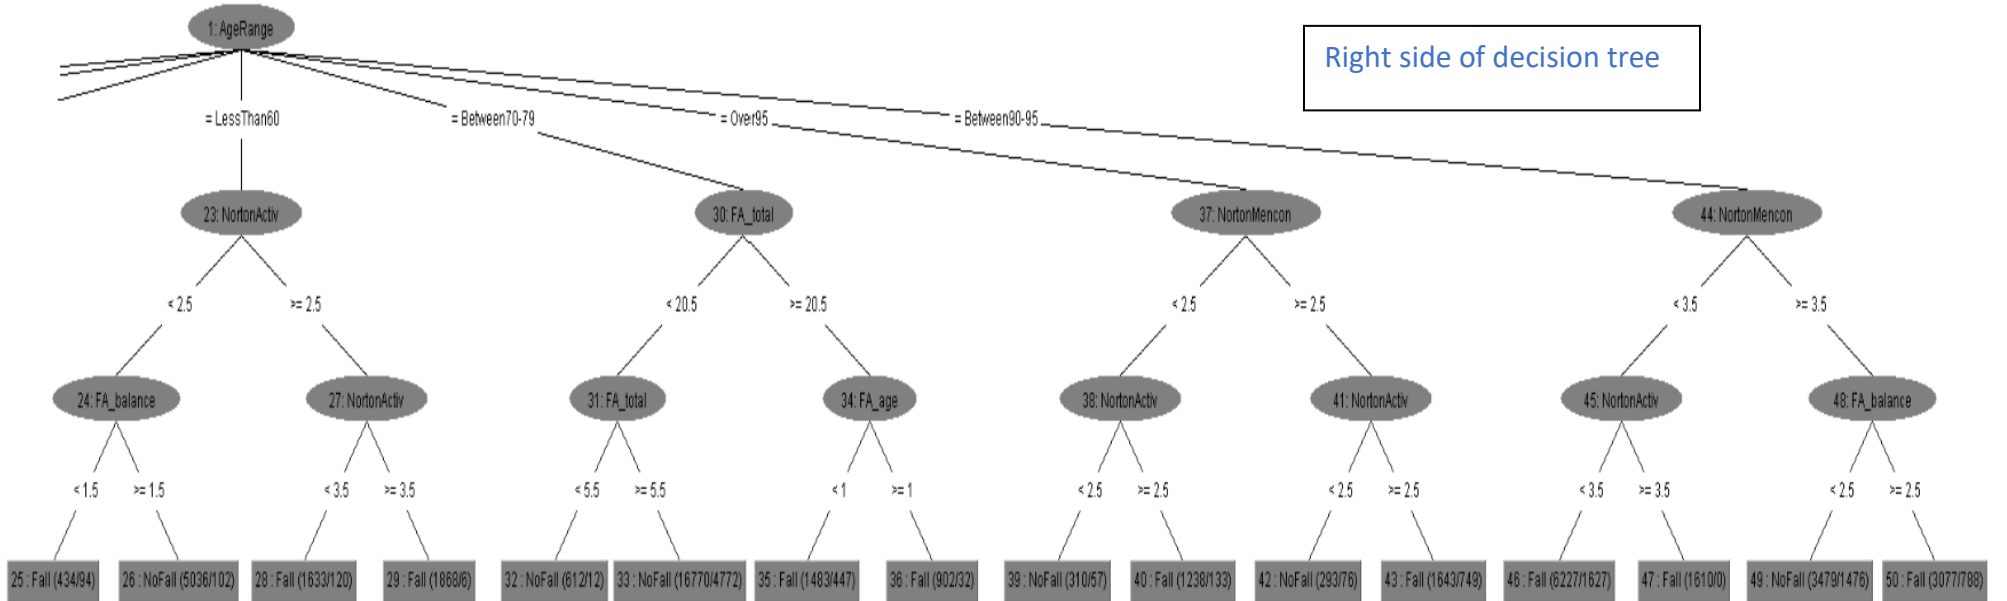 1: AgeRange
Right side of decision tree
= LessThan60
= Between70-79
= Over95
= Between90-95
23: NortonActiv
30: FA_total
37: NortonMencon
44: NortonMencon
< 2.5
>= 2.5
< 20.5
>= 20.5
< 2.5
>= 2.5
< 3.5
>= 3.5
24: FA_balance
27: NortonActiv
31: FA_total
34: FA_age
38: NortonActiv
41: NortonActiv
45: NortonActiv
48: FA_balance
< 1.5
>= 1.5
< 3.5
>= 3.5
< 5.5
>= 5.5
< 1
>= 1
< 2.5
>= 2.5
< 2.5
>= 2.5
< 3.5
>= 3.5
< 2.5
>= 2.5
25 : Fall (434/94)
26 : NoFall (5036/102)
28 : Fall (1633/120)
29 : Fall (1868/6)
32 : NoFall (612/12)
33 : NoFall (16770/4772)
35 : Fall (1483/447)
36 : Fall (902/32)
39 : NoFall (310/57)
40 : Fall (1238/133)
42 : NoFall (293/76)
43 : Fall (1643/749)
46 : Fall (6227/1627)
47 : Fall (1610/0)
49 : NoFall (3479/1476)
50 : Fall (3077/788)